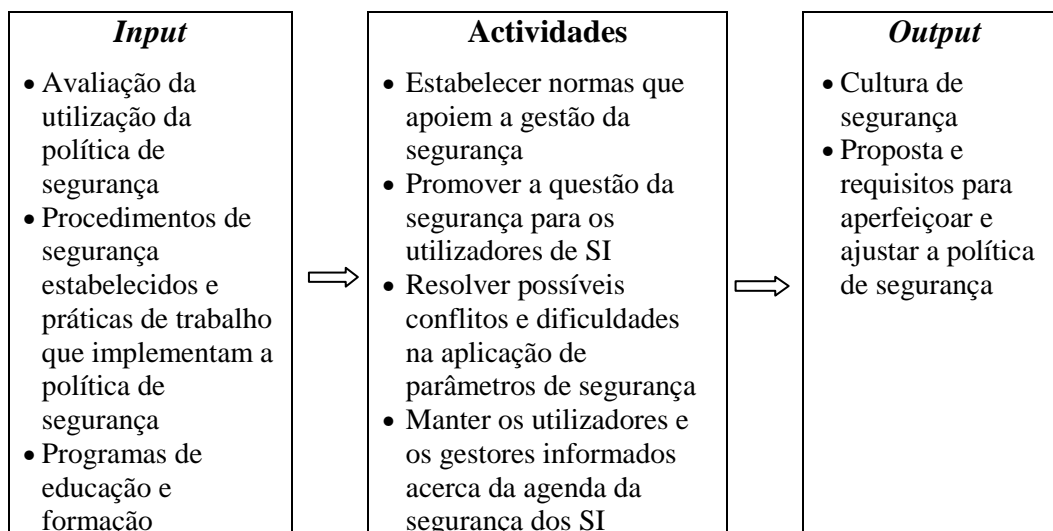 Input
• Avaliação da
utilização da
política de
segurança
• Procedimentos de
segurança
estabelecidos e
práticas de trabalho
que implementam a
política de
segurança
• Programas de
educação e
formação
Actividades
• Estabelecer normas que
apoiem a gestão da
segurança
• Promover a questão da
segurança para os
utilizadores de SI
• Resolver possíveis
conflitos e dificuldades
na aplicação de
parâmetros de segurança
• Manter os utilizadores e
os gestores informados
acerca da agenda da
segurança dos SI
Output
• Cultura de
segurança
• Proposta e
requisitos para
aperfeiçoar e
ajustar a política
de segurança